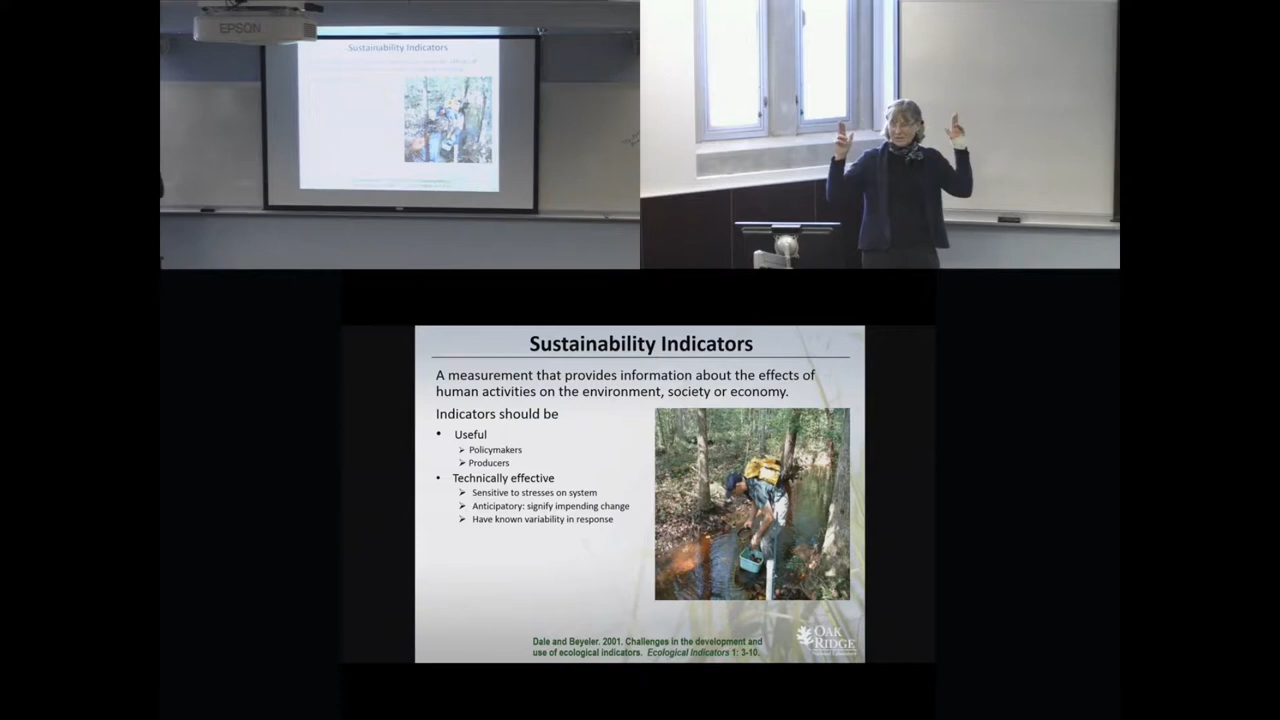 EPSON
Sustainability Indicators
Sustainability Indicators
A measurement that provides information about the effects of
human activities on the environment, society or economy.
Indicators should be
• Useful
➢ Policymakers
➢ Producers
• Technically effective
➢ Sensitive to stresses on system
➢ Anticipatory: signify impending change
➢ Have known variability in response
Dale and Beyeler. 2001. Challenges in the development and
use of ecological indicators. Ecological Indicators 1: 3-10.
OAK
RIDGE
National Laboratory